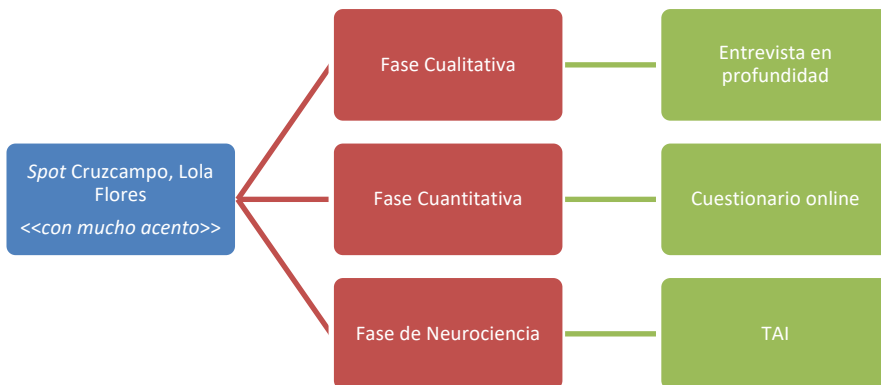 Spot Cruzcampo, Lola
Flores
<<con mucho acento>>
Fase Cualitativa
Entrevista en
profundidad
Fase Cuantitativa
Cuestionario online
Fase de Neurociencia
TAI